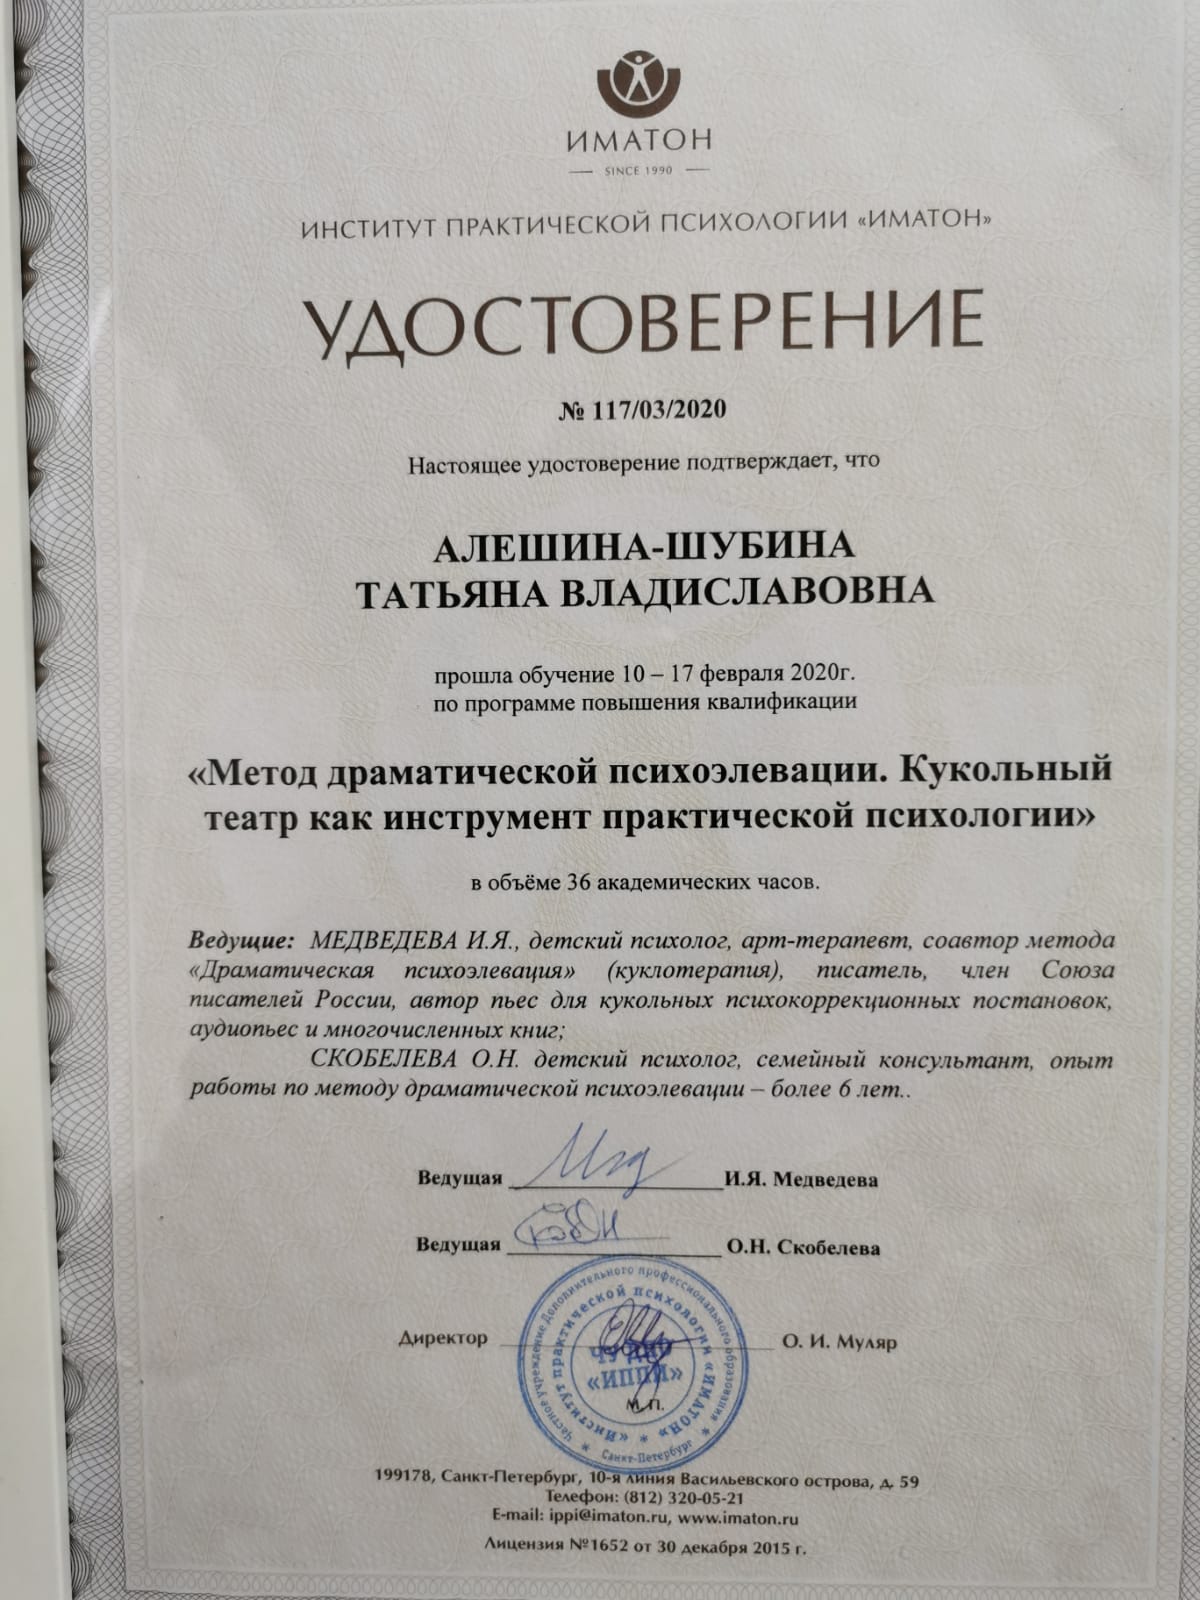 ИМАТОН
SINCE 1990
ИНСТИТУТ ПРАКТИЧЕСКОЙ ПСИХОЛОГИИ «ИМАТОН»
УДОСТОВЕРЕНИЕ
№ 117/03/2020
Настоящее удостоверение подтверждает, что
АЛЕШИНА-ШУБИНА
ТАТЬЯНА ВЛАДИСЛАВОВНА
прошла обучение 10 – 17 февраля 2020г.
по программе повышения квалификации
«Метод драматической психоэлевации. Кукольный
театр как инструмент практической психологии»
в объёме 36 академических часов.
Ведущие: МЕДВЕДЕВА И.Я., детский психолог, арт-терапевт, соавтор метода
«Драматическая психоэлевация» (куклотерапия), писатель, член Союза
писателей России, автор пьес для кукольных психокоррекционных постановок,
аудиопьес и многочисленных книг;
СКОБЕЛЕВА О.Н. детский психолог, семейный консультант, опыт
работы по методу драматической психоэлевации – более 6 лет..
Ведущая И.Я. Медведева
Ведущая О.Н. Скобелева
Директор О. И. Муляр
Частное учреждение Дополнительного профессионального образования
* Санкт-Петербург *
«Институт практической психологии «ИМАТОН» *
ЧУ ДПО
«ИППИ»
М.П.
199178, Санкт-Петербург, 10-я линия Васильевского острова, д. 59
Телефон: (812) 320-05-21
E-mail: ippi@imaton.ru, www.imaton.ru
Лицензия №1652 от 30 декабря 2015 г.